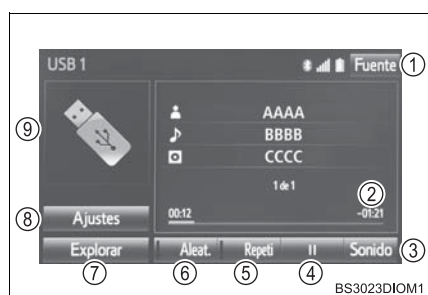 USB 1
Fuente
①
AAAA
BBBB
CCCC
1 de 1
②
00:12
-01:21
⑨
⑧
Ajustes
Explorar
Aleat.
Repeti
II
Sonido
③
⑦
⑥
⑤
④
BS3023DIOM1